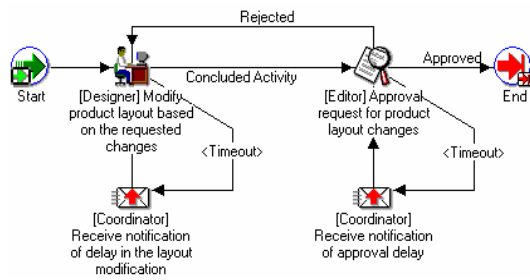 Rejected
Approved
Concluded Activity
Start
[Designer] Modify
product layout based
on the requested
changes
[Editor] Approval
request for product
layout changes
End
<Timeout>
<Timeout>
[Coordinator]
Receive notification
of delay in the layout
modification
[Coordinator]
Receive notification
of approval delay